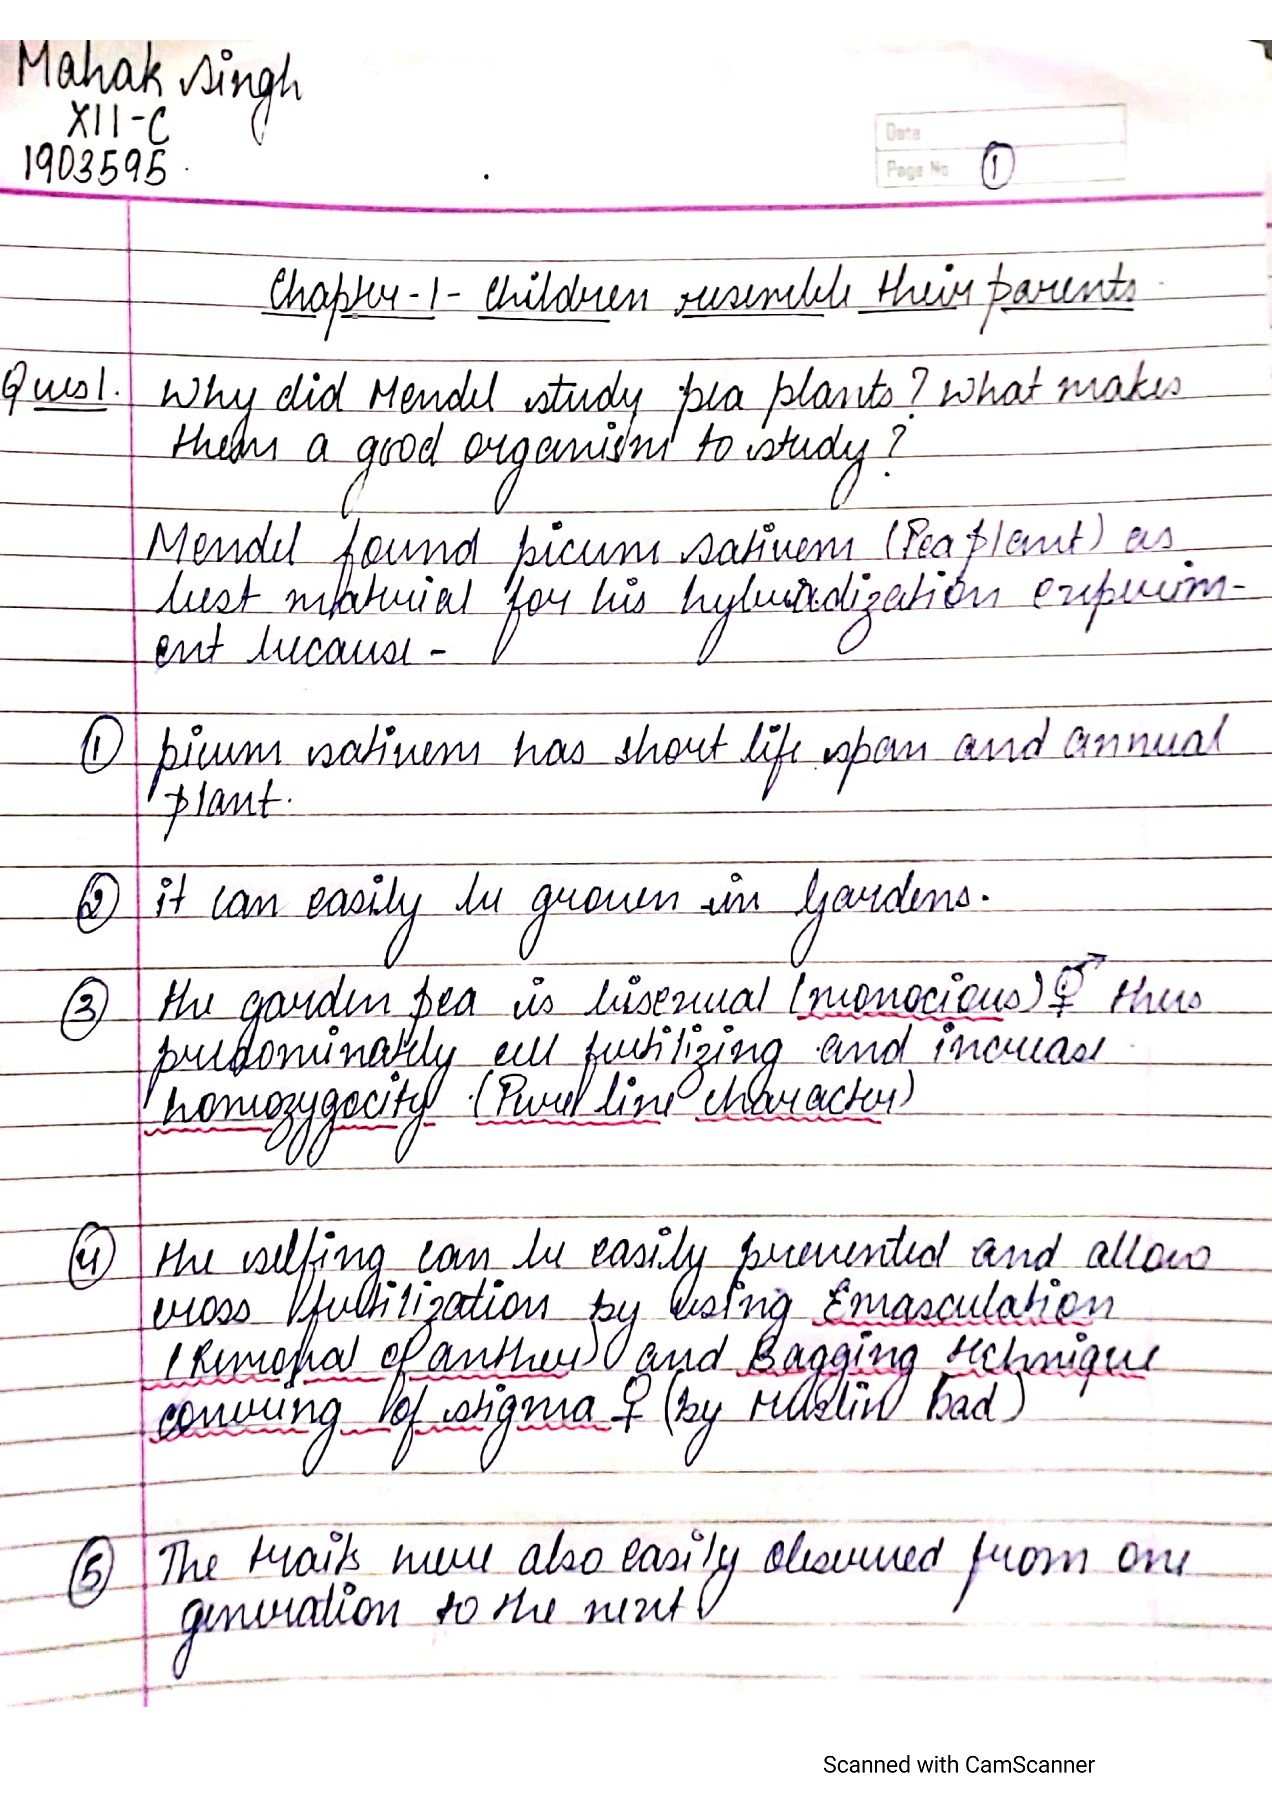 Mahak Singh
XII-C
1903595
Date
Page No 1
Chapter-1- Children resemble their parents
Ques1. Why did Mendel study pea plants? What makes
them a good organism to study?
Mendel found picum sativem (Pea plant) as
best material for his hybridization experim-
ent because -
1 picum sativem has short life span and annual
plant.
2 it can easily be grown in gardens.
3 the garden pea is bisexual (monocious) ⚥ thus
predominately self fertilizing and increase
homozygocity (Pure line character)
4 the selfing can be easily prevented and allow
cross fertilization by using Emasculation
(Removal of anther) and Bagging technique
convering of stigma ♀ (by Muslin bad)
5 The traits were also easily observed from one
generation to the next
Scanned with CamScanner